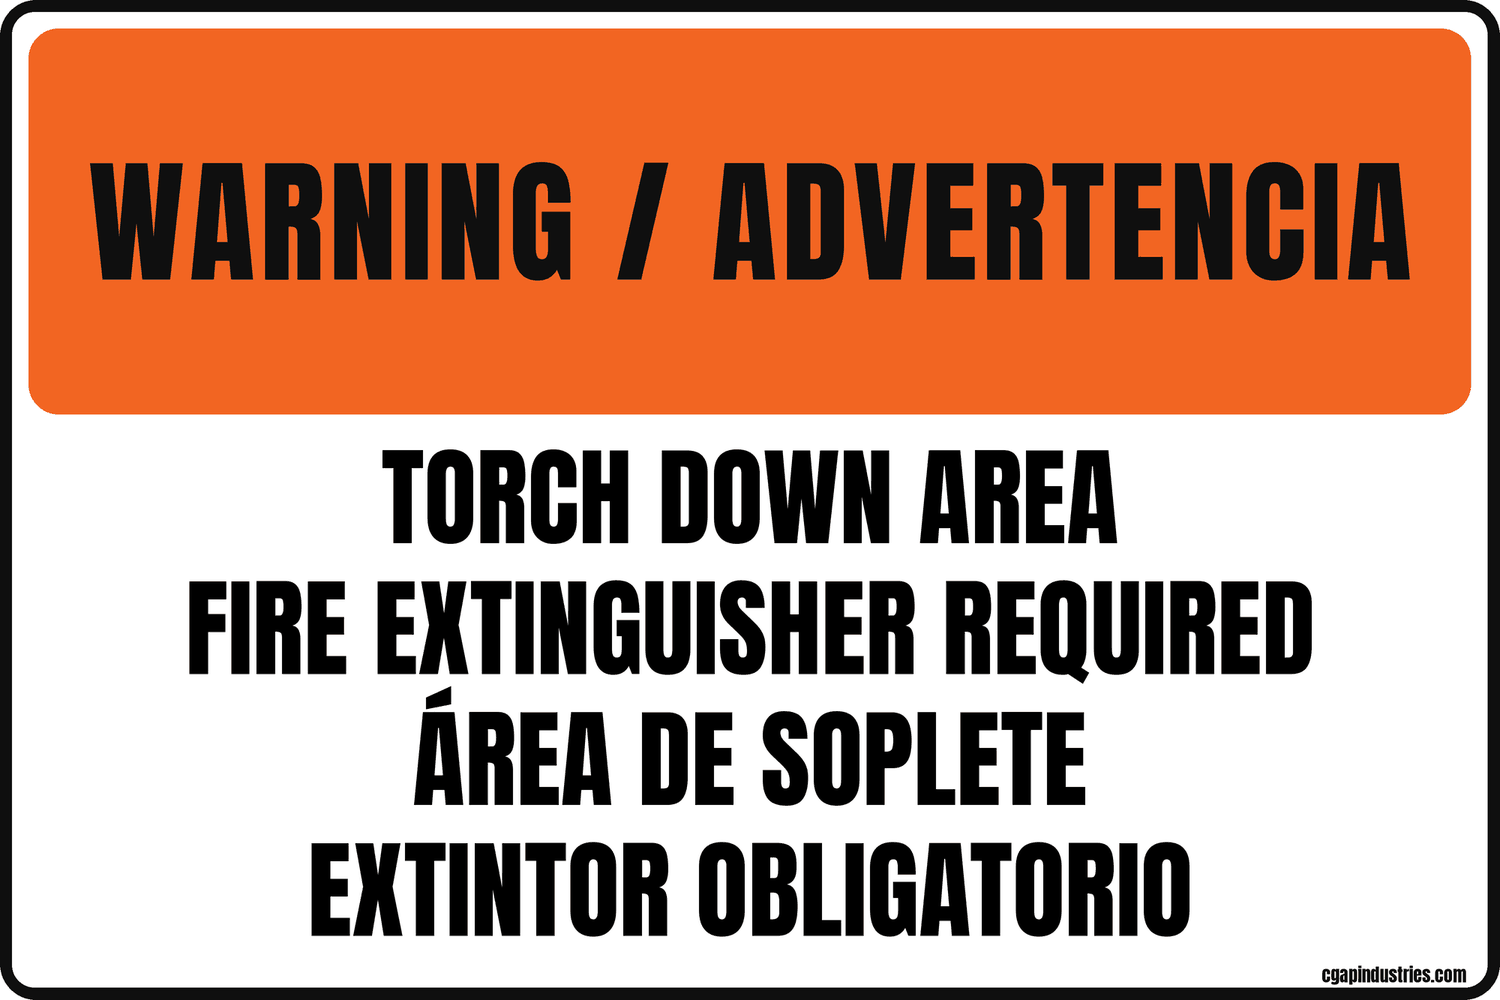 WARNING / ADVERTENCIA
TORCH DOWN AREA
FIRE EXTINGUISHER REQUIRED
ÁREA DE SOPLETE
EXTINTOR OBLIGATORIO
cgapindustries.com